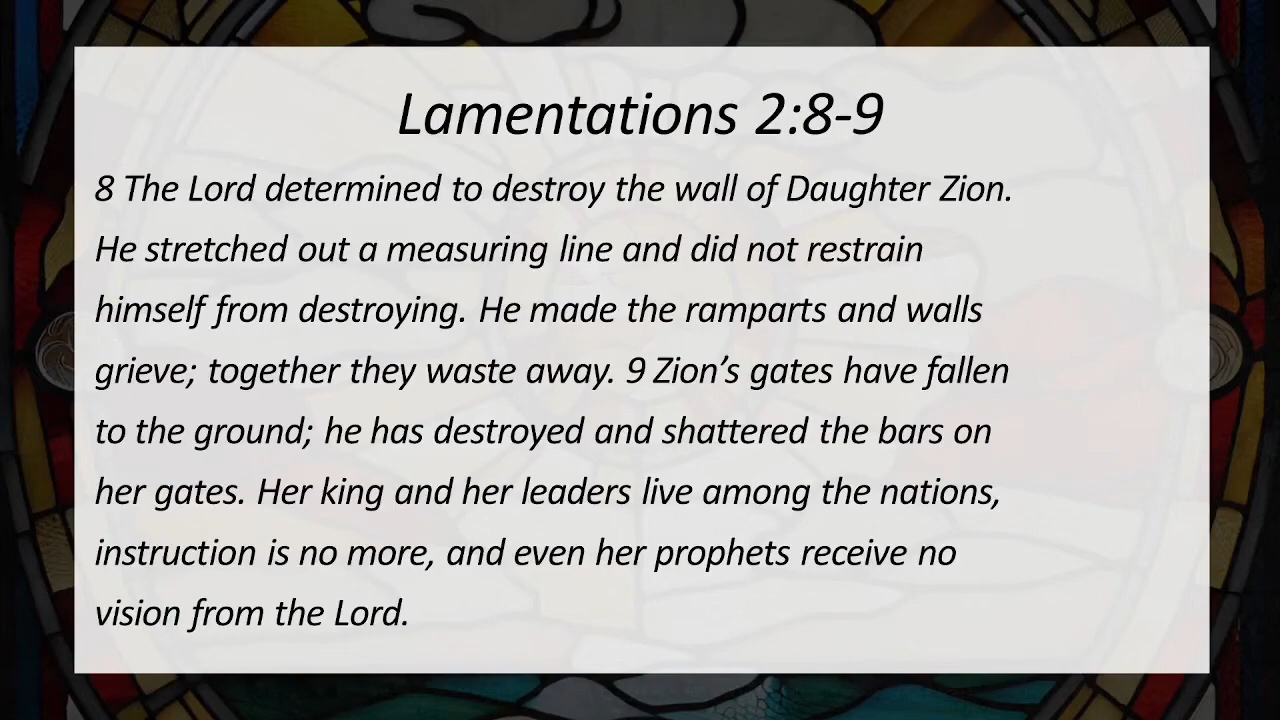 Lamentations 2:8-9
8 The Lord determined to destroy the wall of Daughter Zion.
He stretched out a measuring line and did not restrain
himself from destroying. He made the ramparts and walls
grieve; together they waste away. 9 Zion’s gates have fallen
to the ground; he has destroyed and shattered the bars on
her gates. Her king and her leaders live among the nations,
instruction is no more, and even her prophets receive no
vision from the Lord.